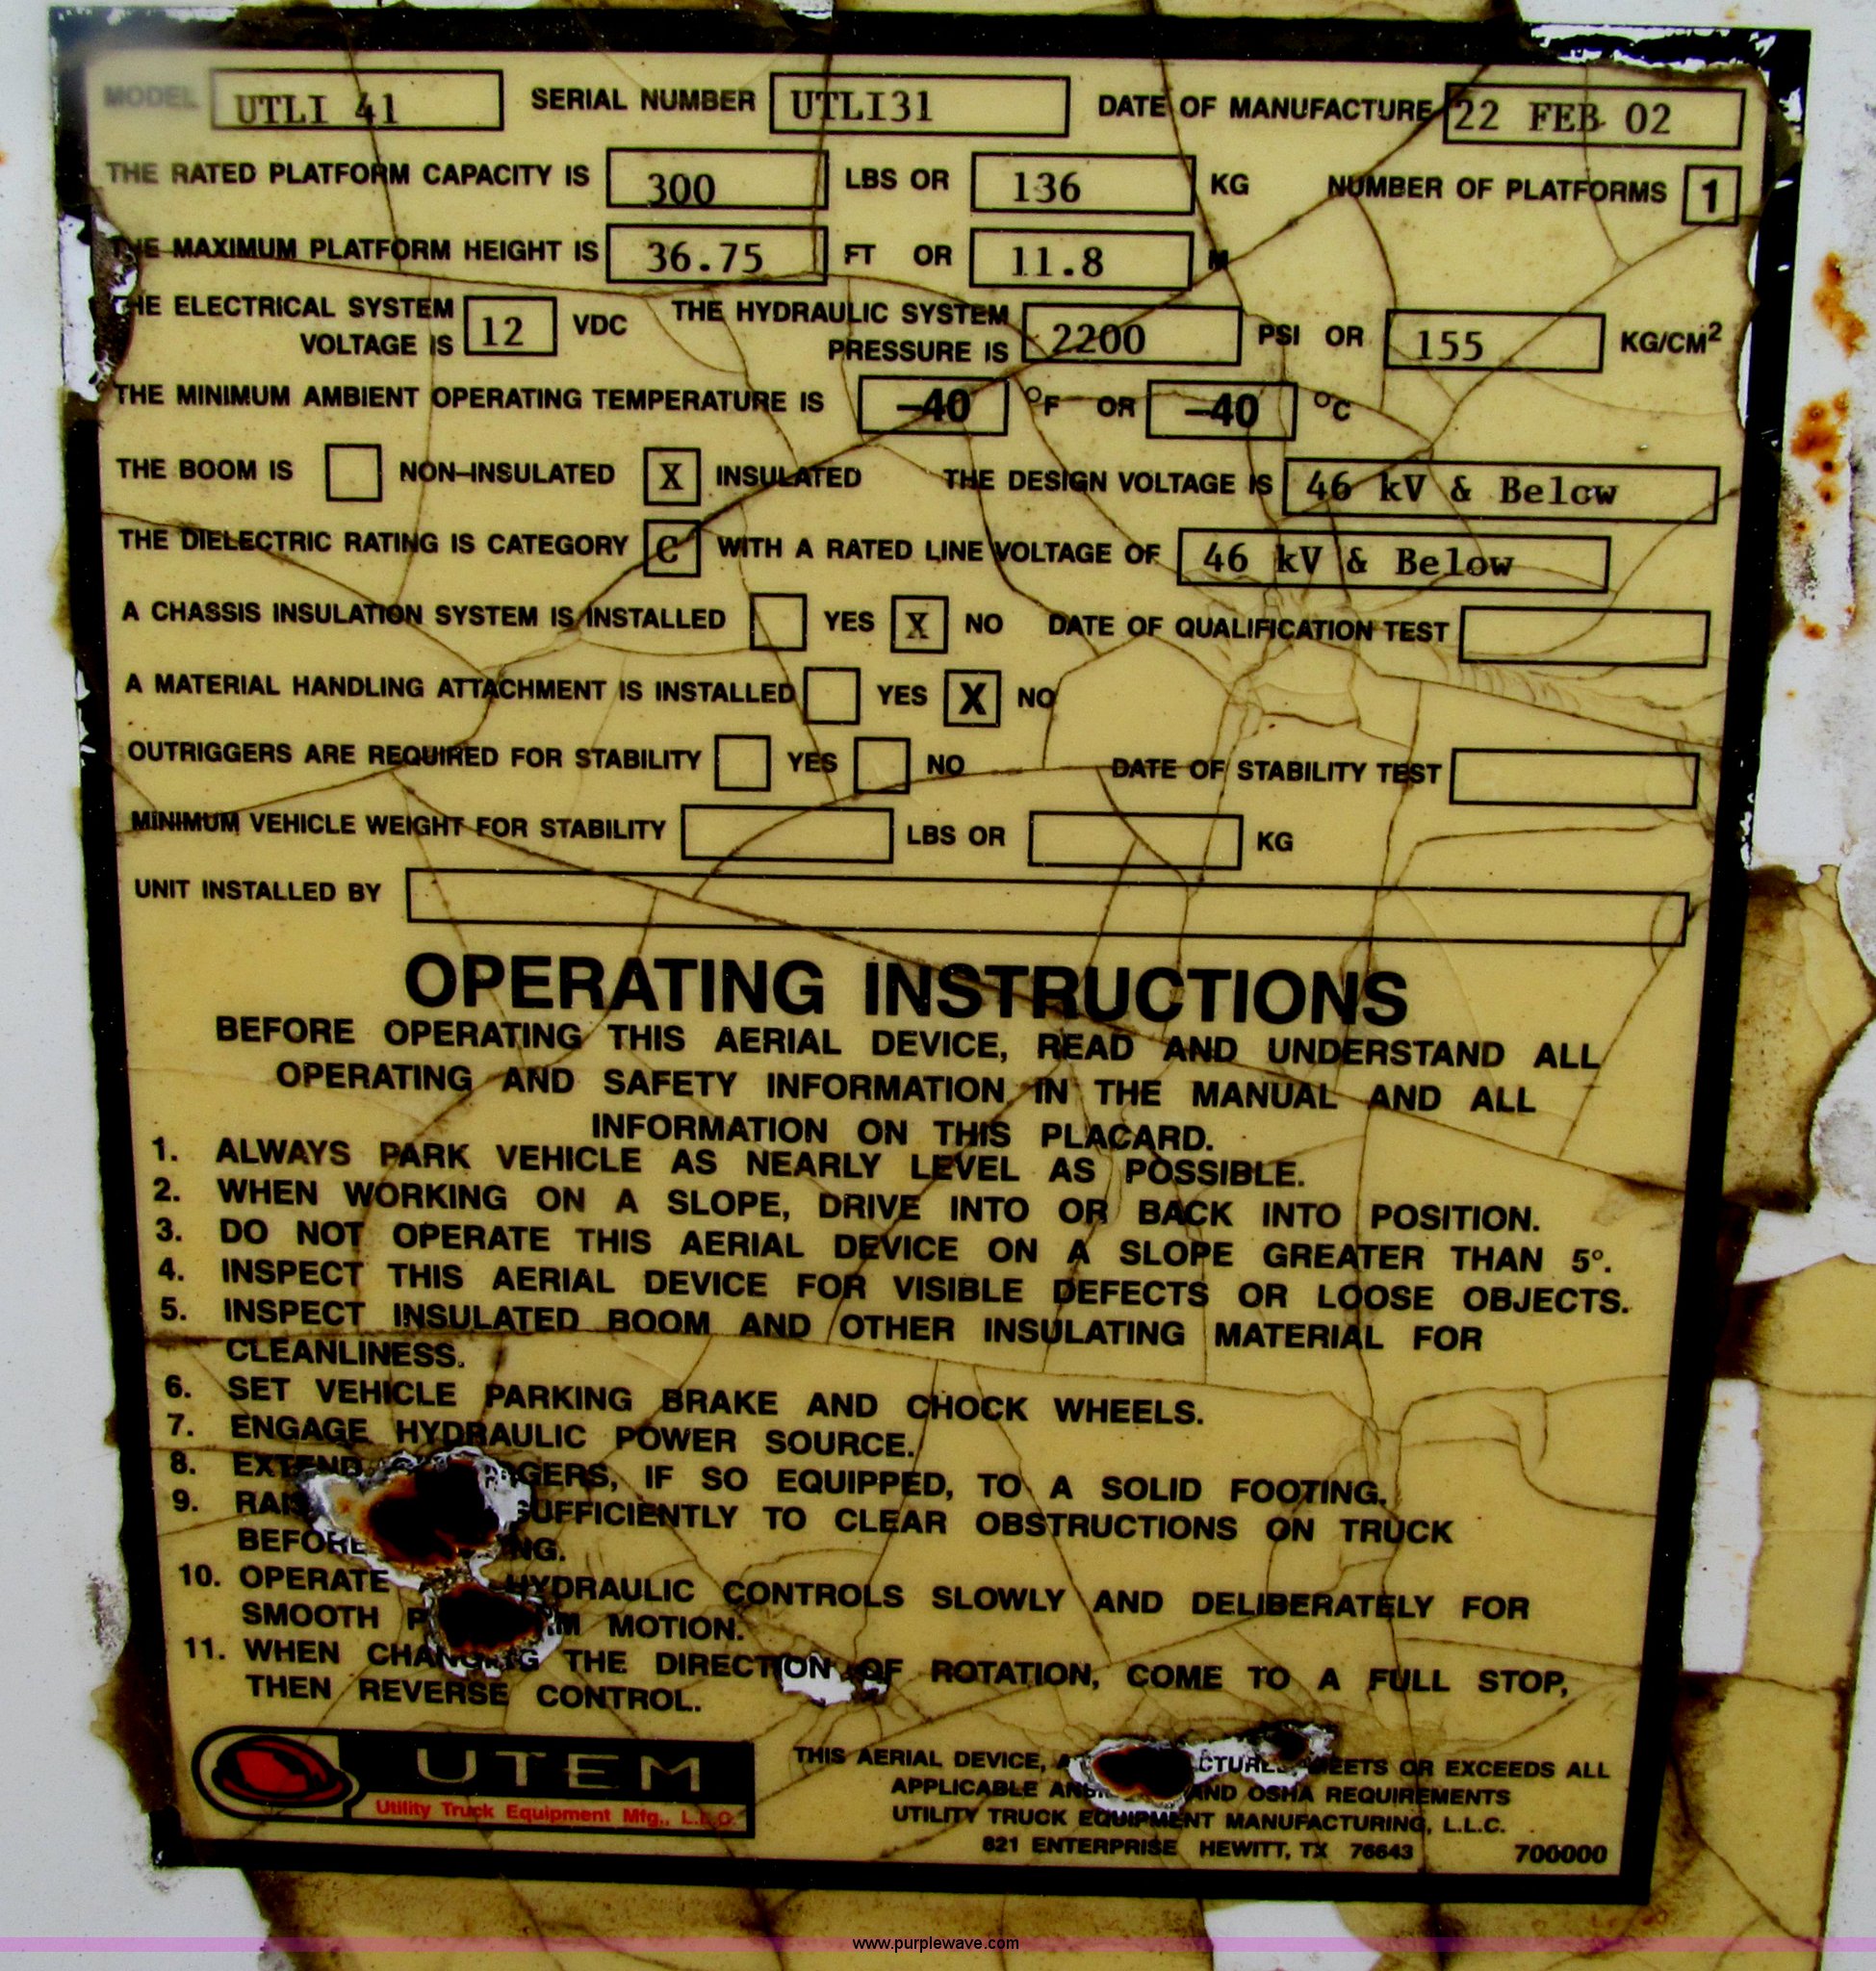 MODEL UTLI 41 SERIAL NUMBER UTLI31 DATE OF MANUFACTURE 22 FEB 02
THE RATED PLATFORM CAPACITY IS 300 LBS OR 136 KG NUMBER OF PLATFORMS 1
THE MAXIMUM PLATFORM HEIGHT IS 36.75 FT OR 11.8 M
THE ELECTRICAL SYSTEM VOLTAGE IS 12 VDC THE HYDRAULIC SYSTEM PRESSURE IS 2200 PSI OR 155 KG/CM²
THE MINIMUM AMBIENT OPERATING TEMPERATURE IS –40 °F OR –40 °C
THE BOOM IS NON–INSULATED X INSULATED THE DESIGN VOLTAGE IS 46 kV & Below
THE DIELECTRIC RATING IS CATEGORY C WITH A RATED LINE VOLTAGE OF 46 kV & Below
A CHASSIS INSULATION SYSTEM IS INSTALLED YES X NO DATE OF QUALIFICATION TEST
A MATERIAL HANDLING ATTACHMENT IS INSTALLED YES X NO
OUTRIGGERS ARE REQUIRED FOR STABILITY YES NO DATE OF STABILITY TEST
MINIMUM VEHICLE WEIGHT FOR STABILITY LBS OR KG
UNIT INSTALLED BY
OPERATING INSTRUCTIONS
BEFORE OPERATING THIS AERIAL DEVICE, READ AND UNDERSTAND ALL
OPERATING AND SAFETY INFORMATION IN THE MANUAL AND ALL
INFORMATION ON THIS PLACARD.
1. ALWAYS PARK VEHICLE AS NEARLY LEVEL AS POSSIBLE.
2. WHEN WORKING ON A SLOPE, DRIVE INTO OR BACK INTO POSITION.
3. DO NOT OPERATE THIS AERIAL DEVICE ON A SLOPE GREATER THAN 5°.
4. INSPECT THIS AERIAL DEVICE FOR VISIBLE DEFECTS OR LOOSE OBJECTS.
5. INSPECT INSULATED BOOM AND OTHER INSULATING MATERIAL FOR
CLEANLINESS.
6. SET VEHICLE PARKING BRAKE AND CHOCK WHEELS.
7. ENGAGE HYDRAULIC POWER SOURCE.
8. EXTEND IF SO EQUIPPED, TO A SOLID FOOTING.
9. SUFFICIENTLY TO CLEAR OBSTRUCTIONS ON TRUCK
BEFORE
10. OPERATE HYDRAULIC CONTROLS SLOWLY AND DELIBERATELY FOR
SMOOTH MOTION.
11. WHEN CHANGING THE DIRECTION OF ROTATION, COME TO A FULL STOP,
THEN REVERSE CONTROL.
UTEM
Utility Truck Equipment Mfg., L.L.C.
THIS AERIAL DEVICE, MEETS OR EXCEEDS ALL
APPLICABLE AND OSHA REQUIREMENTS
UTILITY TRUCK EQUIPMENT MANUFACTURING, L.L.C.
821 ENTERPRISE HEWITT, TX 76643 700000
www.purplewave.com